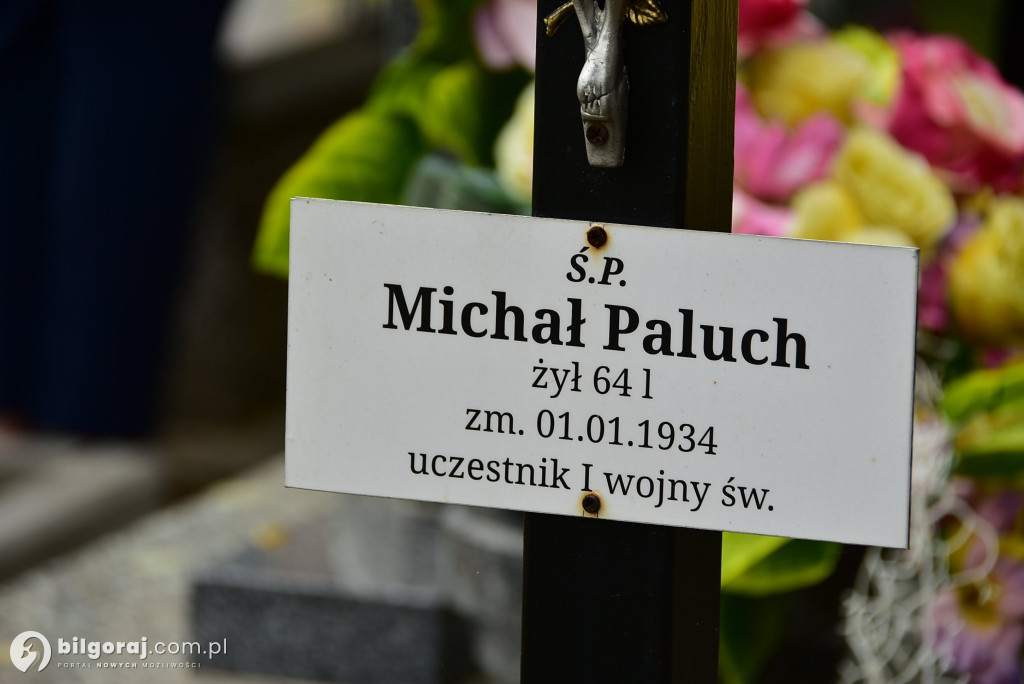 Ś.P.
Michał Paluch
żył 64 l
zm. 01.01.1934
uczestnik I wojny św.
bilgoraj.com.pl
PORTAL NOWYCH MOŻLIWOŚCI